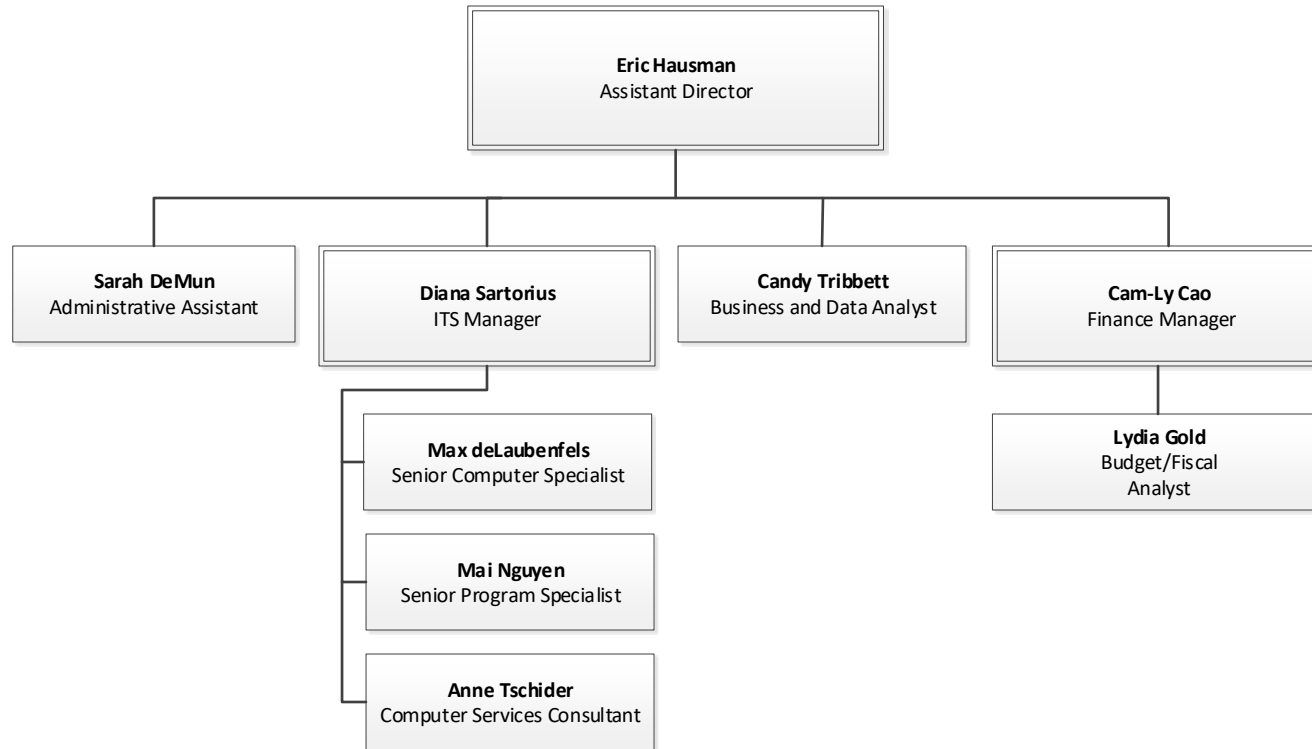 Eric Hausman
Assistant Director
Sarah DeMun
Administrative Assistant
Diana Sartorius
ITS Manager
Candy Tribbett
Business and Data Analyst
Cam-Ly Cao
Finance Manager
Max deLaubenfels
Senior Computer Specialist
Lydia Gold
Budget/Fiscal
Analyst
Mai Nguyen
Senior Program Specialist
Anne Tschider
Computer Services Consultant